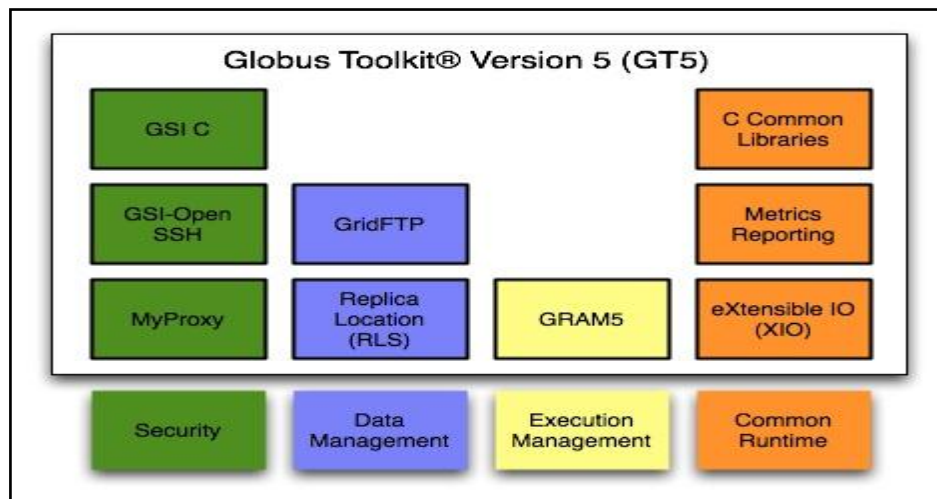 Globus Toolkit® Version 5 (GT5)
GSI C
C Common
Libraries
GSI-Open
SSH
GridFTP
Metrics
Reporting
MyProxy
Replica
Location
(RLS)
GRAM5
eXtensible IO
(XIO)
Security
Data
Management
Execution
Management
Common
Runtime